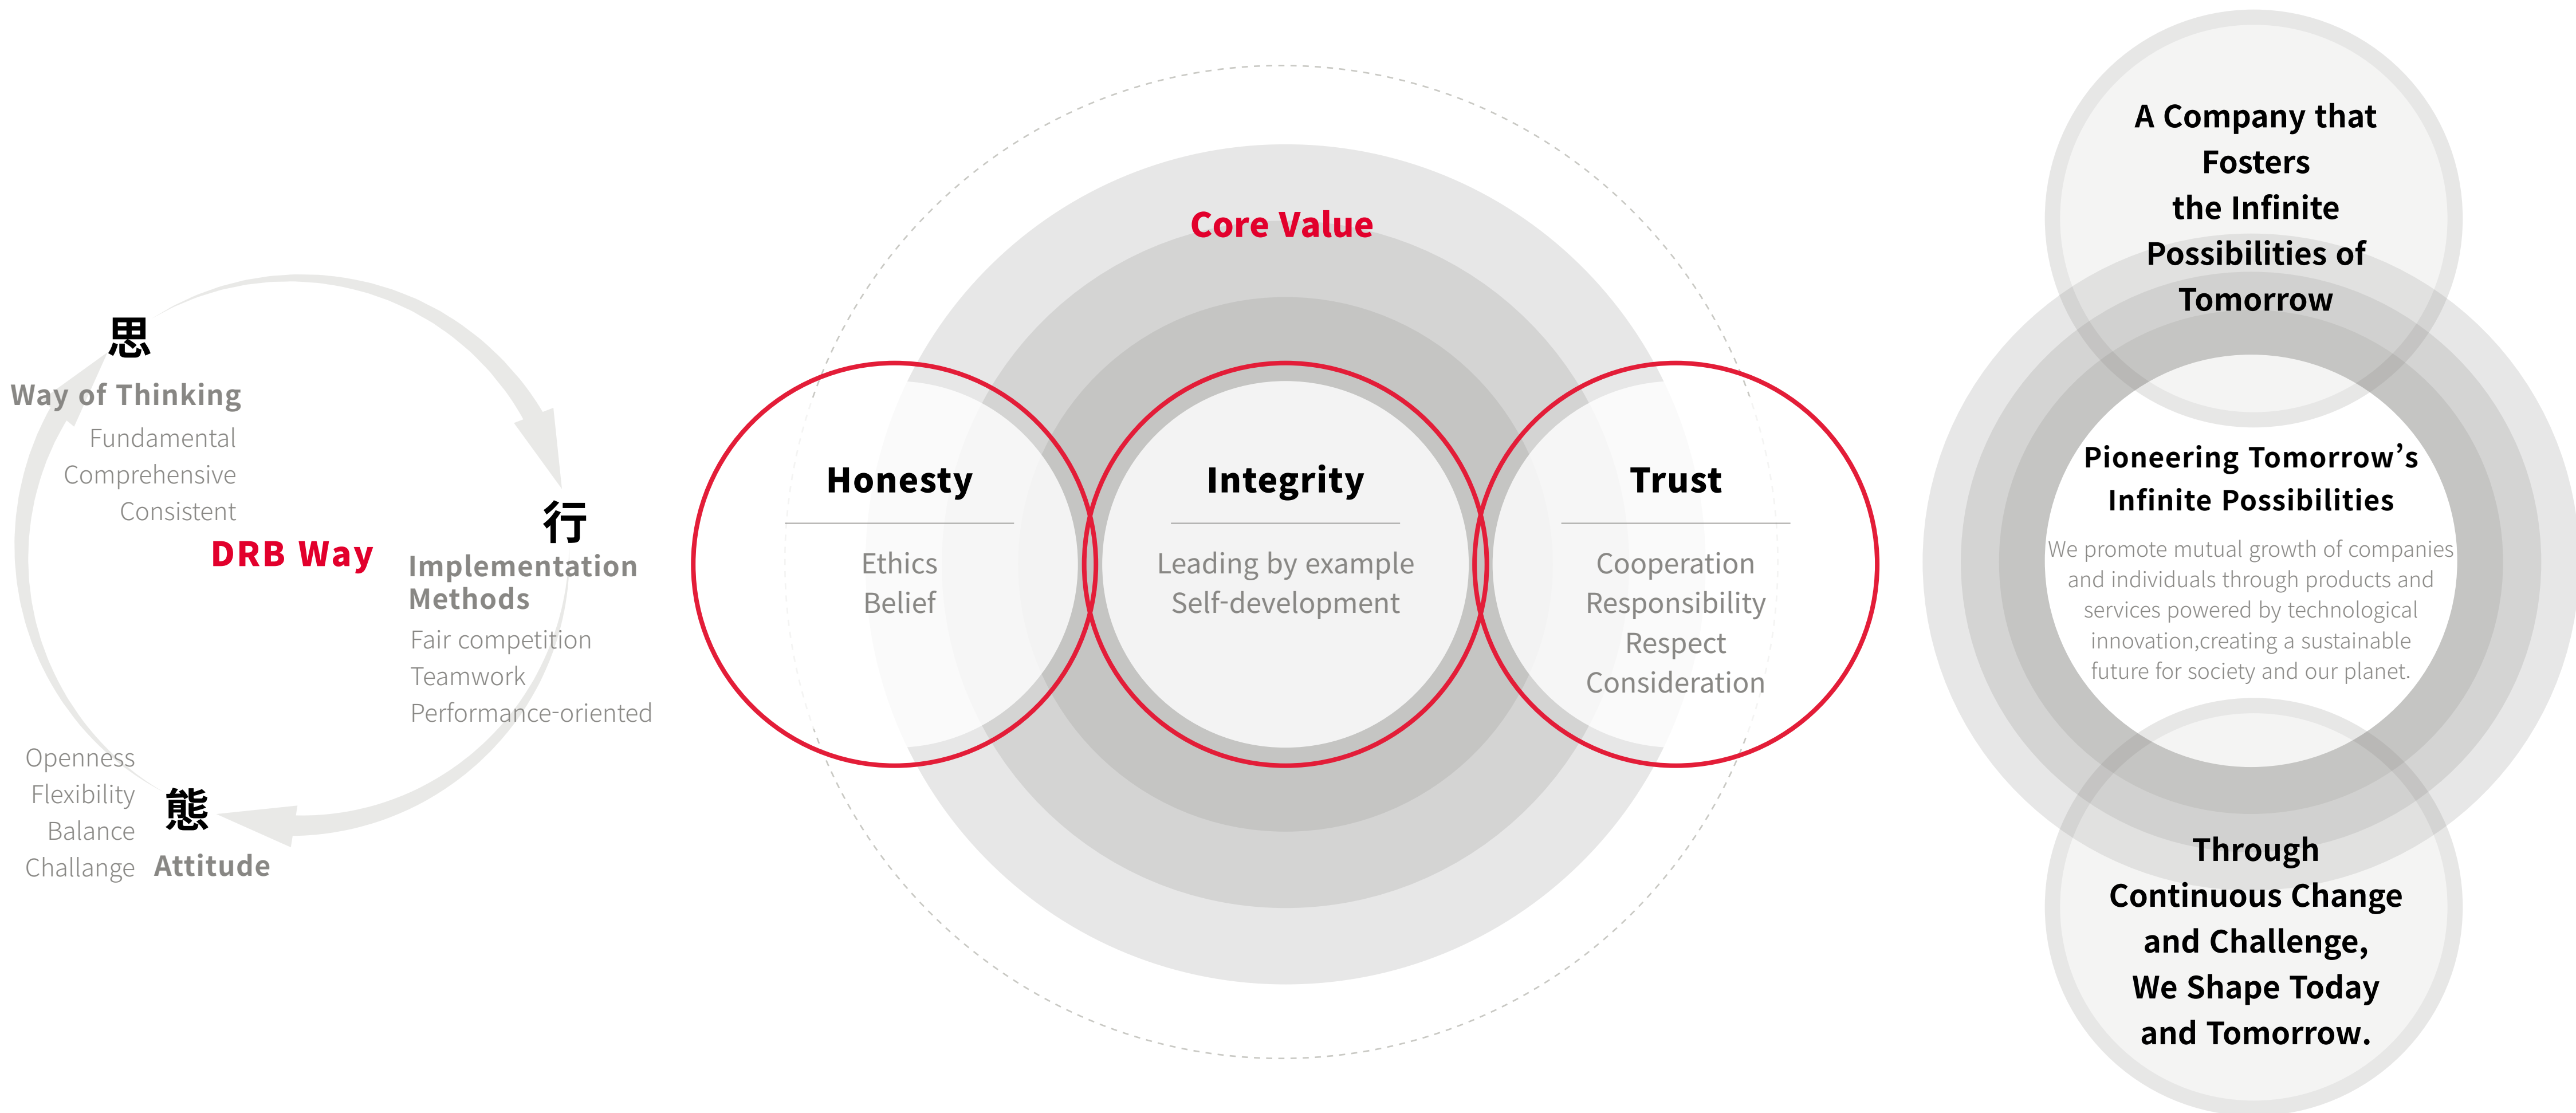 思
Way of Thinking
Fundamental
Comprehensive
Consistent
DRB Way
行
Implementation
Methods
Fair competition
Teamwork
Performance-oriented
Openness
Flexibility
Balance
Challange
態
Attitude
Core Value
Honesty
Ethics
Belief
Integrity
Leading by example
Self-development
Trust
Cooperation
Responsibility
Respect
Consideration
A Company that
Fosters
the Infinite
Possibilities of
Tomorrow
Pioneering Tomorrow’s
Infinite Possibilities
We promote mutual growth of companies
and individuals through products and
services powered by technological
innovation,creating a sustainable
future for society and our planet.
Through
Continuous Change
and Challenge,
We Shape Today
and Tomorrow.